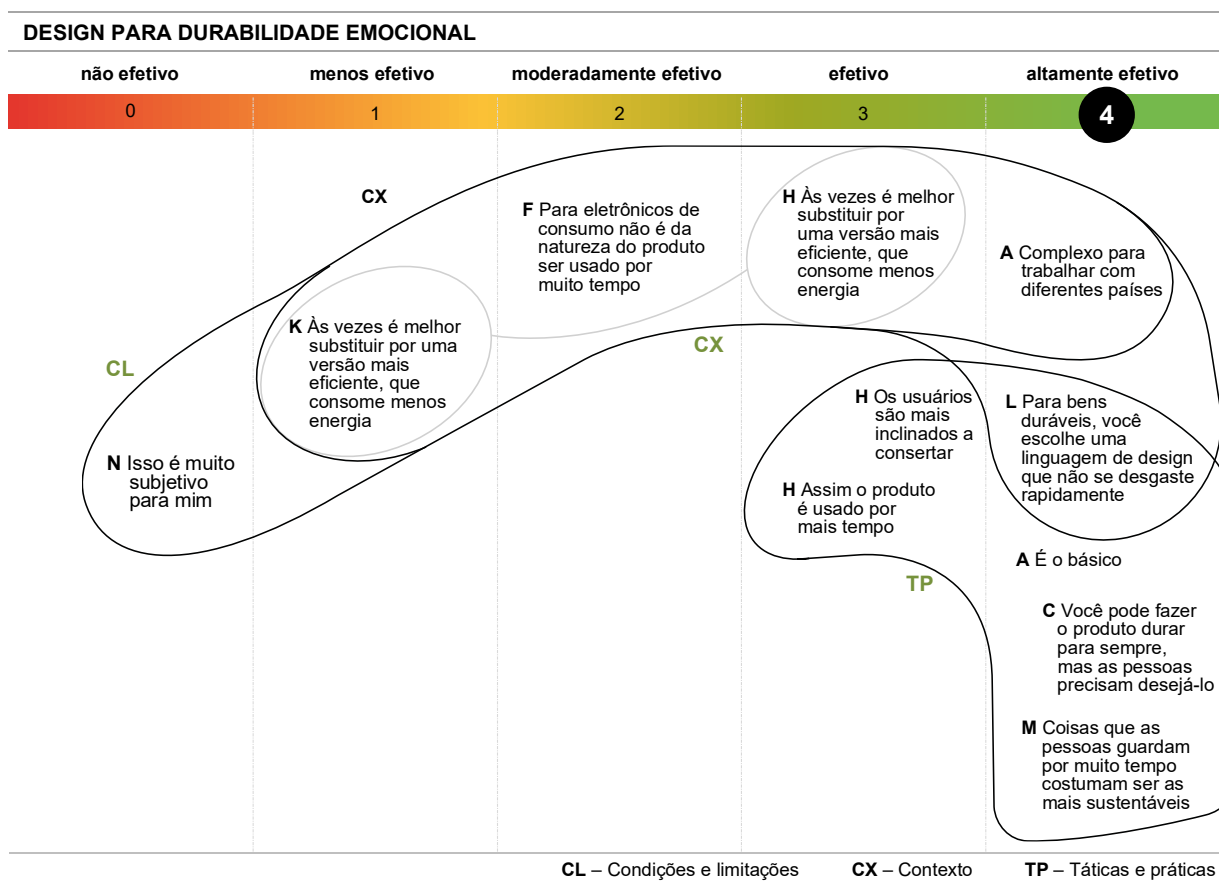 DESIGN PARA DURABILIDADE EMOCIONAL
não efetivo
menos efetivo
moderadamente efetivo
efetivo
altamente efetivo
0
1
2
3
4
CX
CL
N Isso é muito
subjetivo
para mim
K Às vezes é melhor
substituir por uma
versão mais
eficiente, que
consome menos
energia
F Para eletrônicos de
consumo não é da
natureza do produto
ser usado por
muito tempo
CX
H Às vezes é melhor
substituir por
uma versão mais
eficiente, que
consome menos
energia
A Complexo para
trabalhar com
diferentes países
H Os usuários
são mais
inclinados a
consertar
H Assim o produto
é usado por
mais tempo
TP
L Para bens
duráveis, você
escolhe uma
linguagem de design
que não se desgaste
rapidamente
A É o básico
C Você pode fazer
o produto durar
para sempre,
mas as pessoas
precisam desejá-lo
M Coisas que as
pessoas guardam
por muito tempo
costumam ser as
mais sustentáveis
CL – Condições e limitações
CX – Contexto
TP – Táticas e práticas